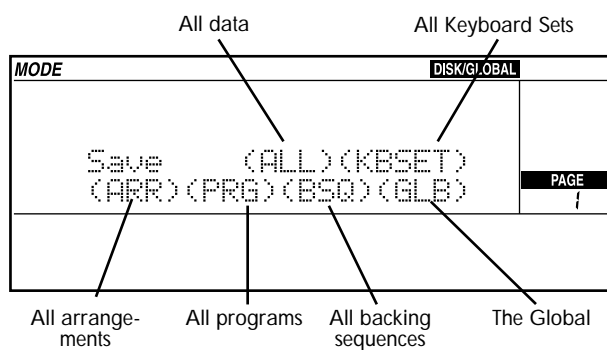 All data
All Keyboard Sets
MODE
DISK/GLOBAL
Save (ALL)(KBSET)
(ARR)(PRG)(BSQ)(GLB)
PAGE
1
All arrange-
ments
All programs
All backing
sequences
The Global